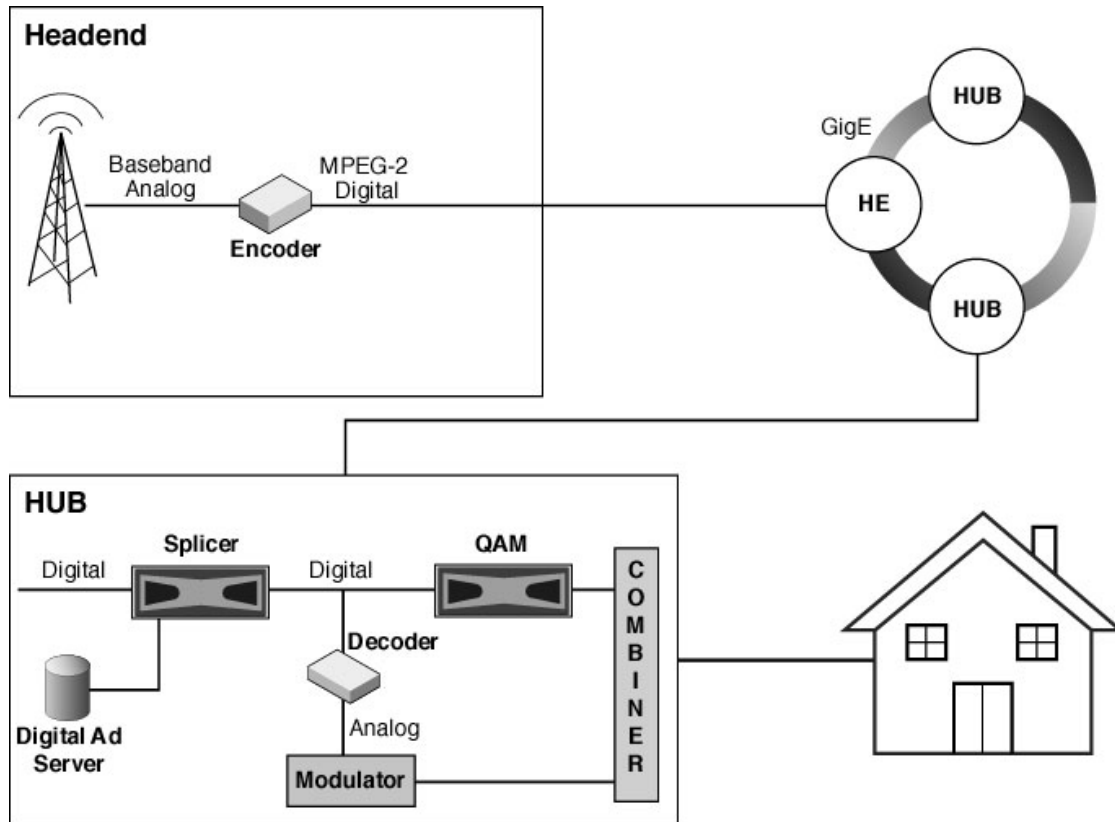 Headend
Baseband
Analog
MPEG-2
Digital
Encoder
GigE
HUB
HE
HUB
HUB
Splicer
QAM
Digital
Digital
Decoder
Analog
Digital Ad
Server
Modulator
C
O
M
B
I
N
E
R